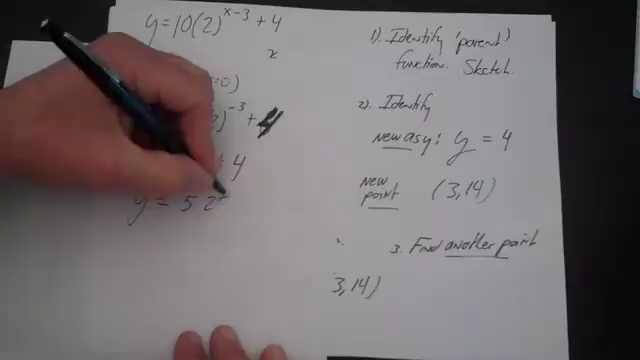 y = 10(2)^{x-3} + 4
x
=0)
)^{-3} +
+ 4
y = 5 2
1). Identify 'parent'
function. Sketch.
2). Identify
new asy: y = 4
new
point (3,14)
3. Find another point
3,14)